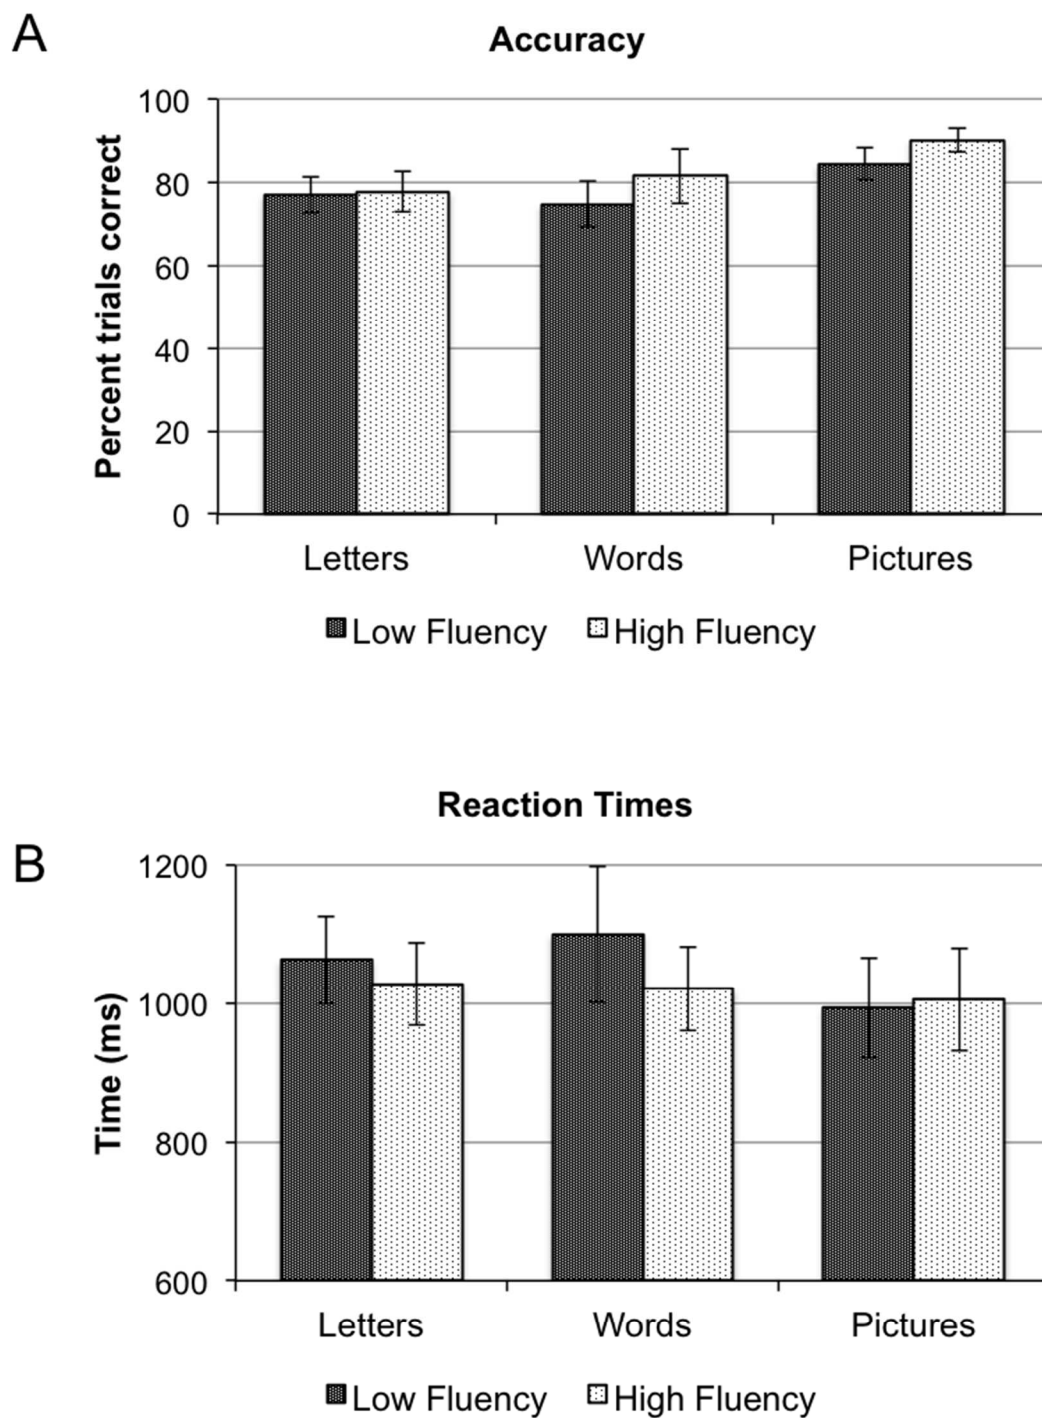 A
Accuracy
Percent trials correct
100
80
60
40
20
0
Letters Words Pictures
Low Fluency High Fluency
Reaction Times
B
Time (ms)
1200
1000
800
600
Letters Words Pictures
Low Fluency High Fluency